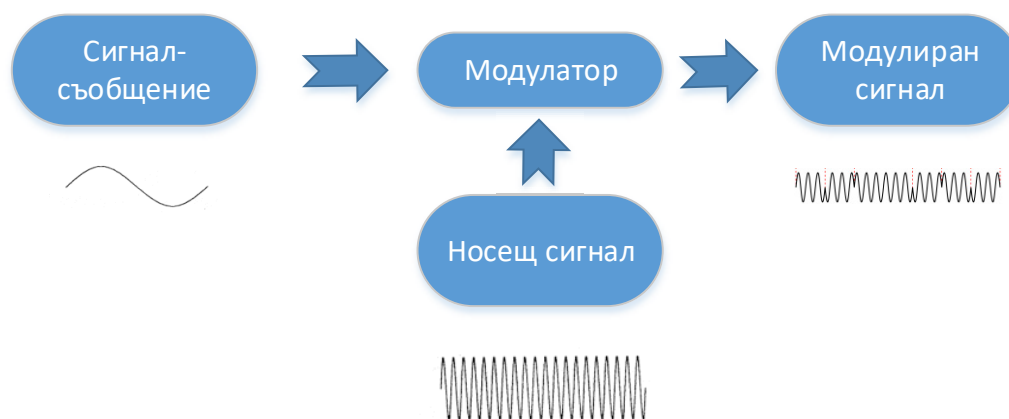 Сигнал-
съобщение
Модулатор
Модулиран
сигнал
Носещ сигнал